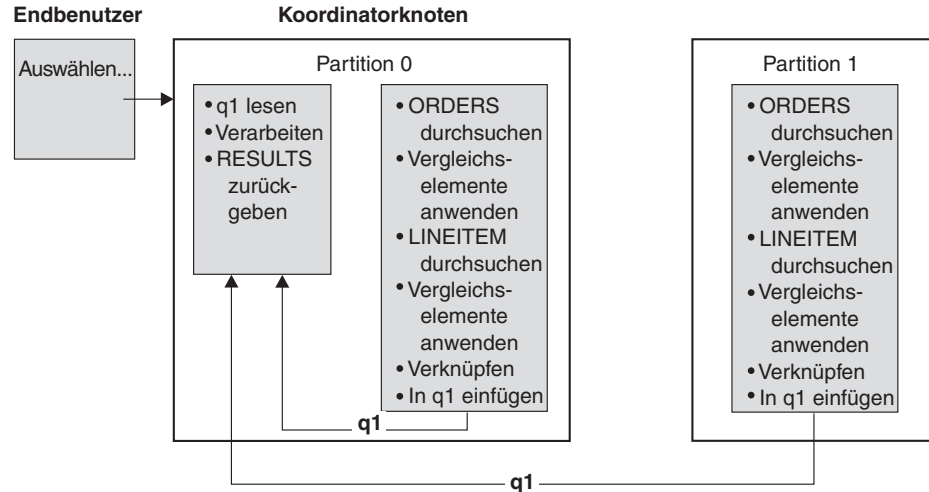 Endbenutzer
Koordinatorknoten
Auswählen...
Partition 0
• q1 lesen
• Verarbeiten
• RESULTS
zurück-
geben
• ORDERS
durchsuchen
• Vergleichs-
elemente
anwenden
• LINEITEM
durchsuchen
• Vergleichs-
elemente
anwenden
• Verknüpfen
• In q1 einfügen
q1
Partition 1
• ORDERS
durchsuchen
• Vergleichs-
elemente
anwenden
• LINEITEM
durchsuchen
• Vergleichs-
elemente
anwenden
• Verknüpfen
• In q1 einfügen
q1